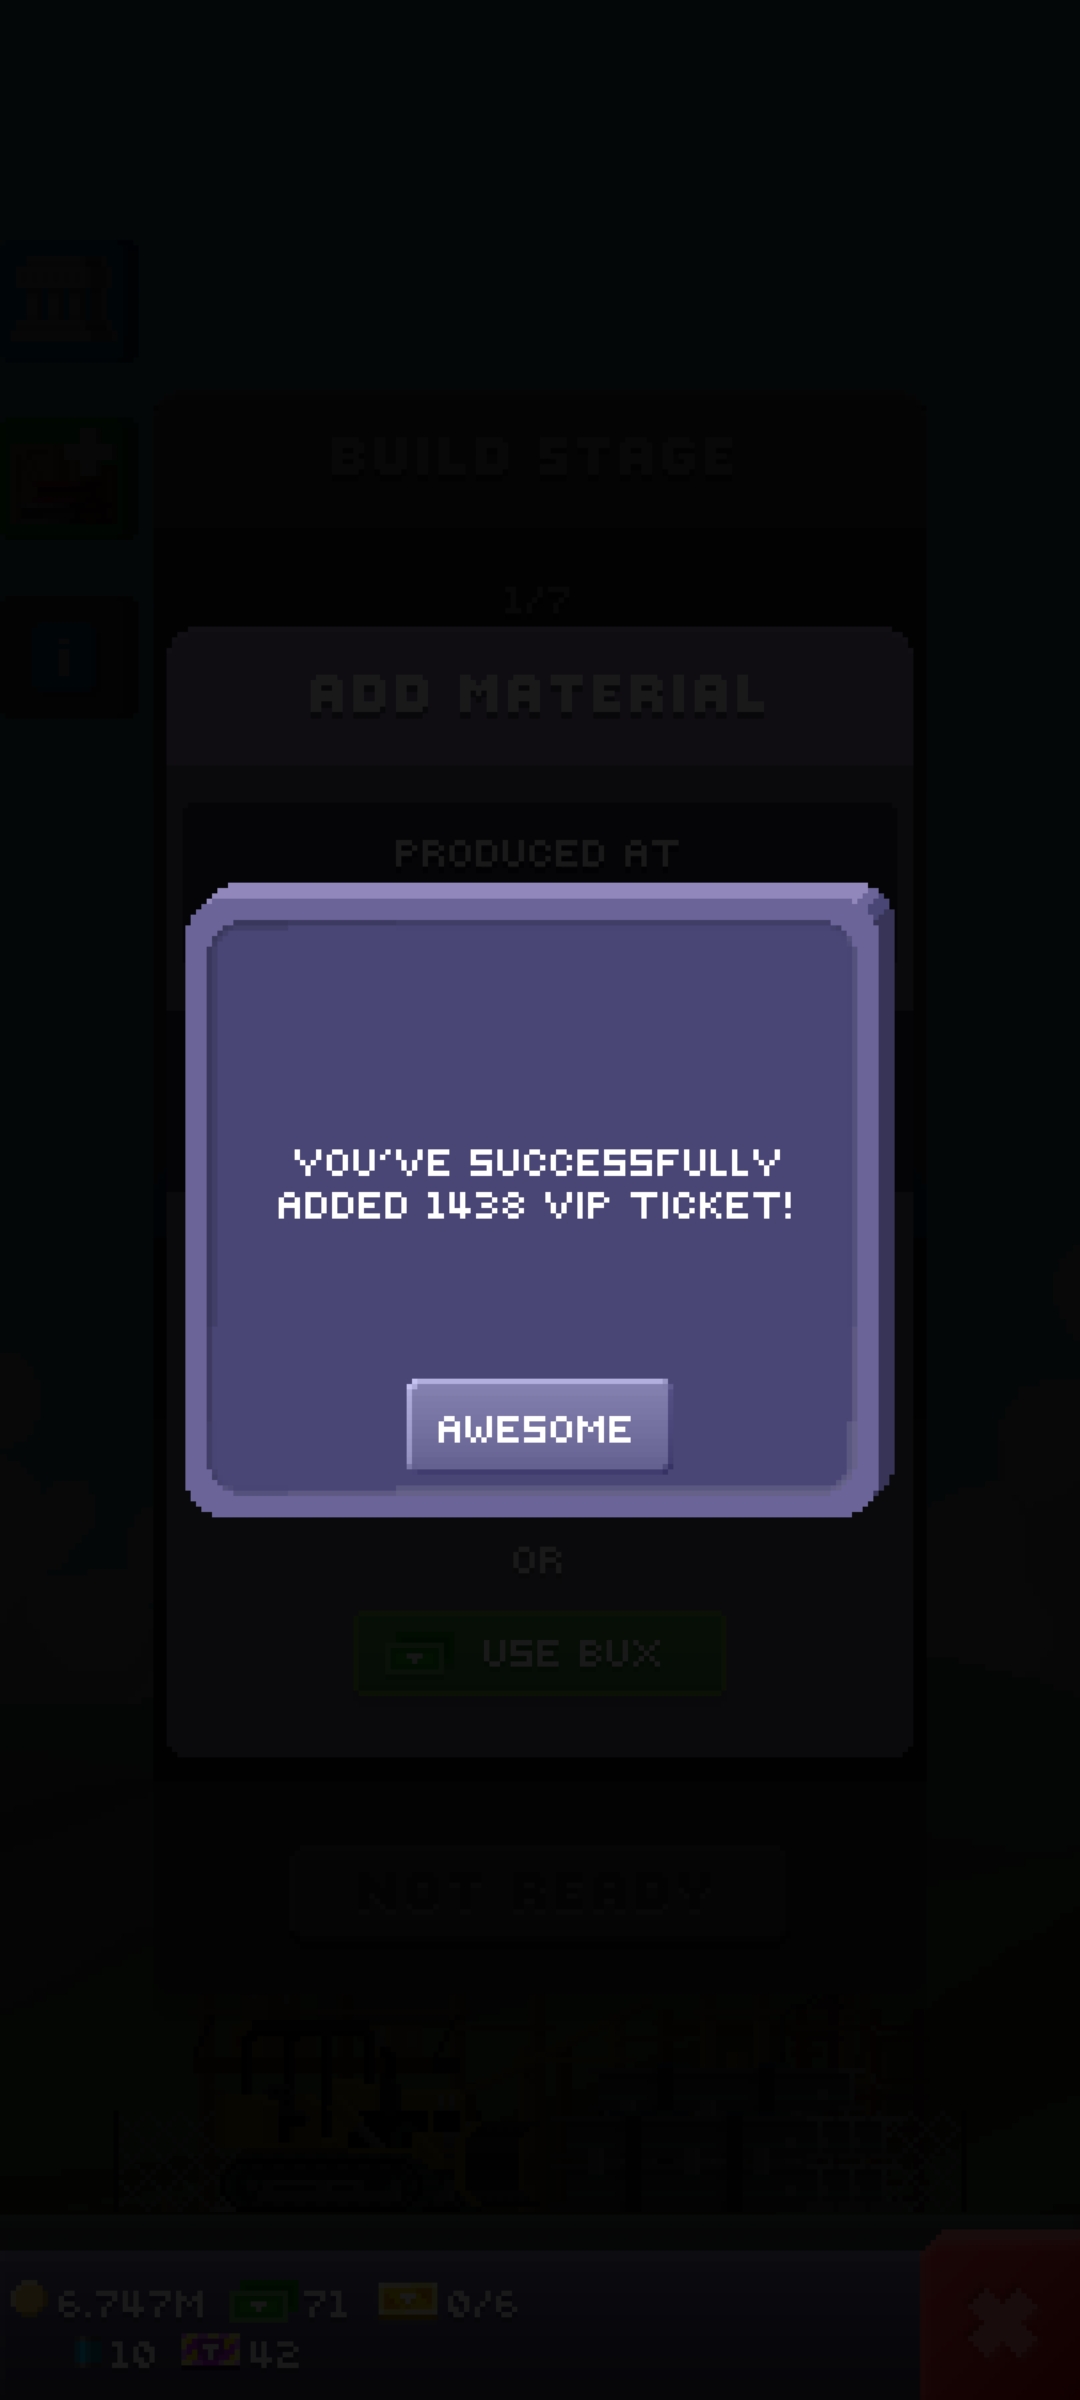 BUILD STAGE
1/7
ADD MATERIAL
PRODUCED AT
YOU'VE SUCCESSFULLY
ADDED 1438 VIP TICKET!
AWESOME
OR
USE BUX
NOT READY
6.747M 71 0/6
10 42